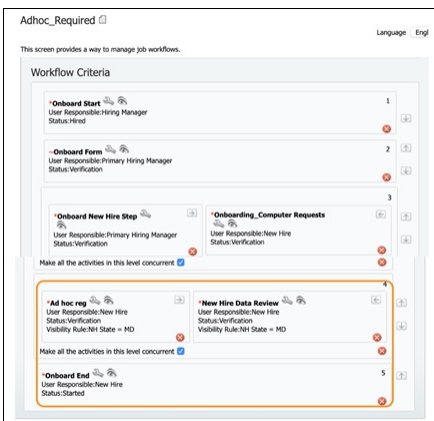 Adhoc_Required
Language Engl
This screen provides a way to manage job workflows.
Workflow Criteria
1
*Onboard Start
User Responsible:Hiring Manager
Status:Hired
2
~Onboard Form
User Responsible:Primary Hiring Manager
Status:Verification
3
*Onboard New Hire Step
User Responsible:Primary Hiring Manager
Status:Verification
*Onboarding_Computer Requests
User Responsible:New Hire
Status:Verification
Make all the activities in this level concurrent
4
*Ad hoc reg
User Responsible:New Hire
Status:Verification
Visibility Rule:NH State = MD
*New Hire Data Review
User Responsible:New Hire
Status:Verification
Visibility Rule:NH State = MD
Make all the activities in this level concurrent
5
*Onboard End
User Responsible:New Hire
Status:Started